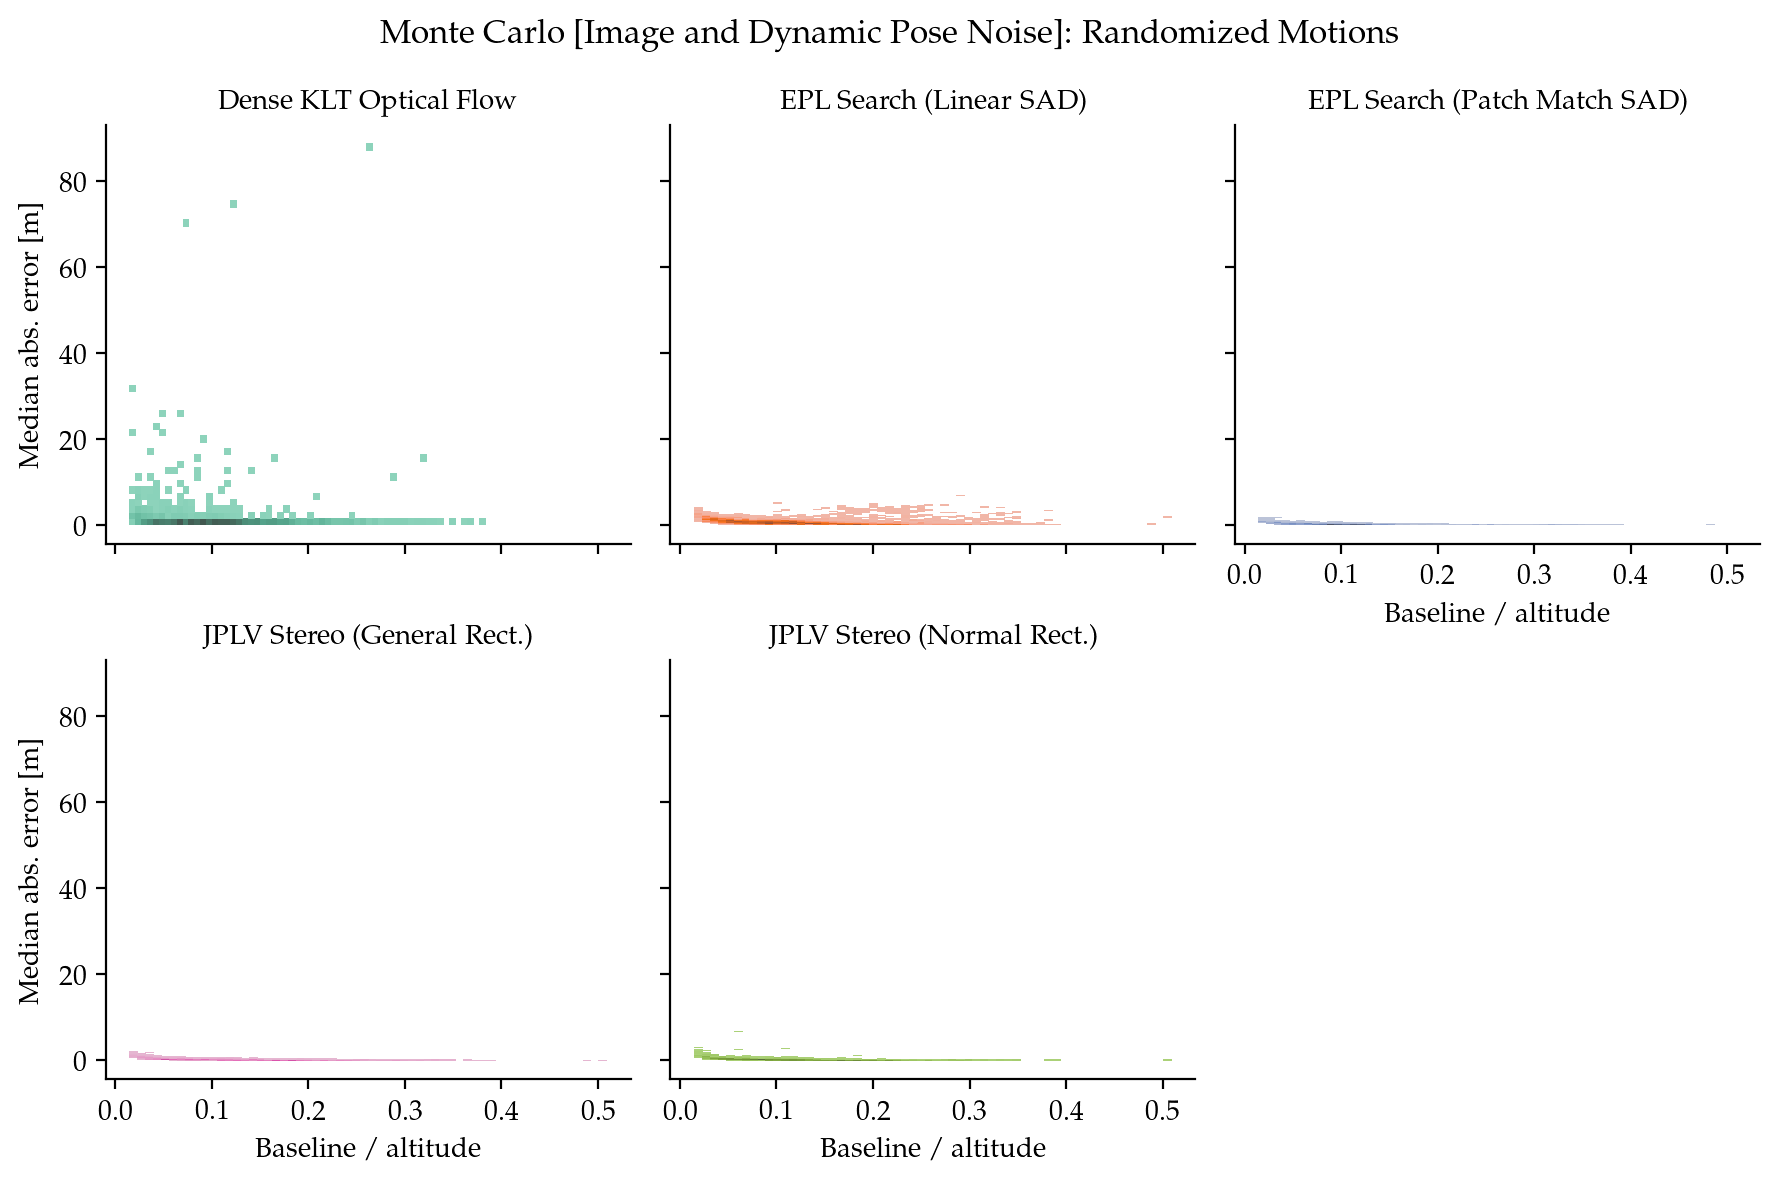 Monte Carlo [Image and Dynamic Pose Noise]: Randomized Motions
Dense KLT Optical Flow
EPL Search (Linear SAD)
EPL Search (Patch Match SAD)
Median abs. error [m]
80
60
40
20
0
0.0 0.1 0.2 0.3 0.4 0.5
Baseline / altitude
JPLV Stereo (General Rect.)
JPLV Stereo (Normal Rect.)
Median abs. error [m]
80
60
40
20
0
0.0 0.1 0.2 0.3 0.4 0.5
Baseline / altitude
0.0 0.1 0.2 0.3 0.4 0.5
Baseline / altitude